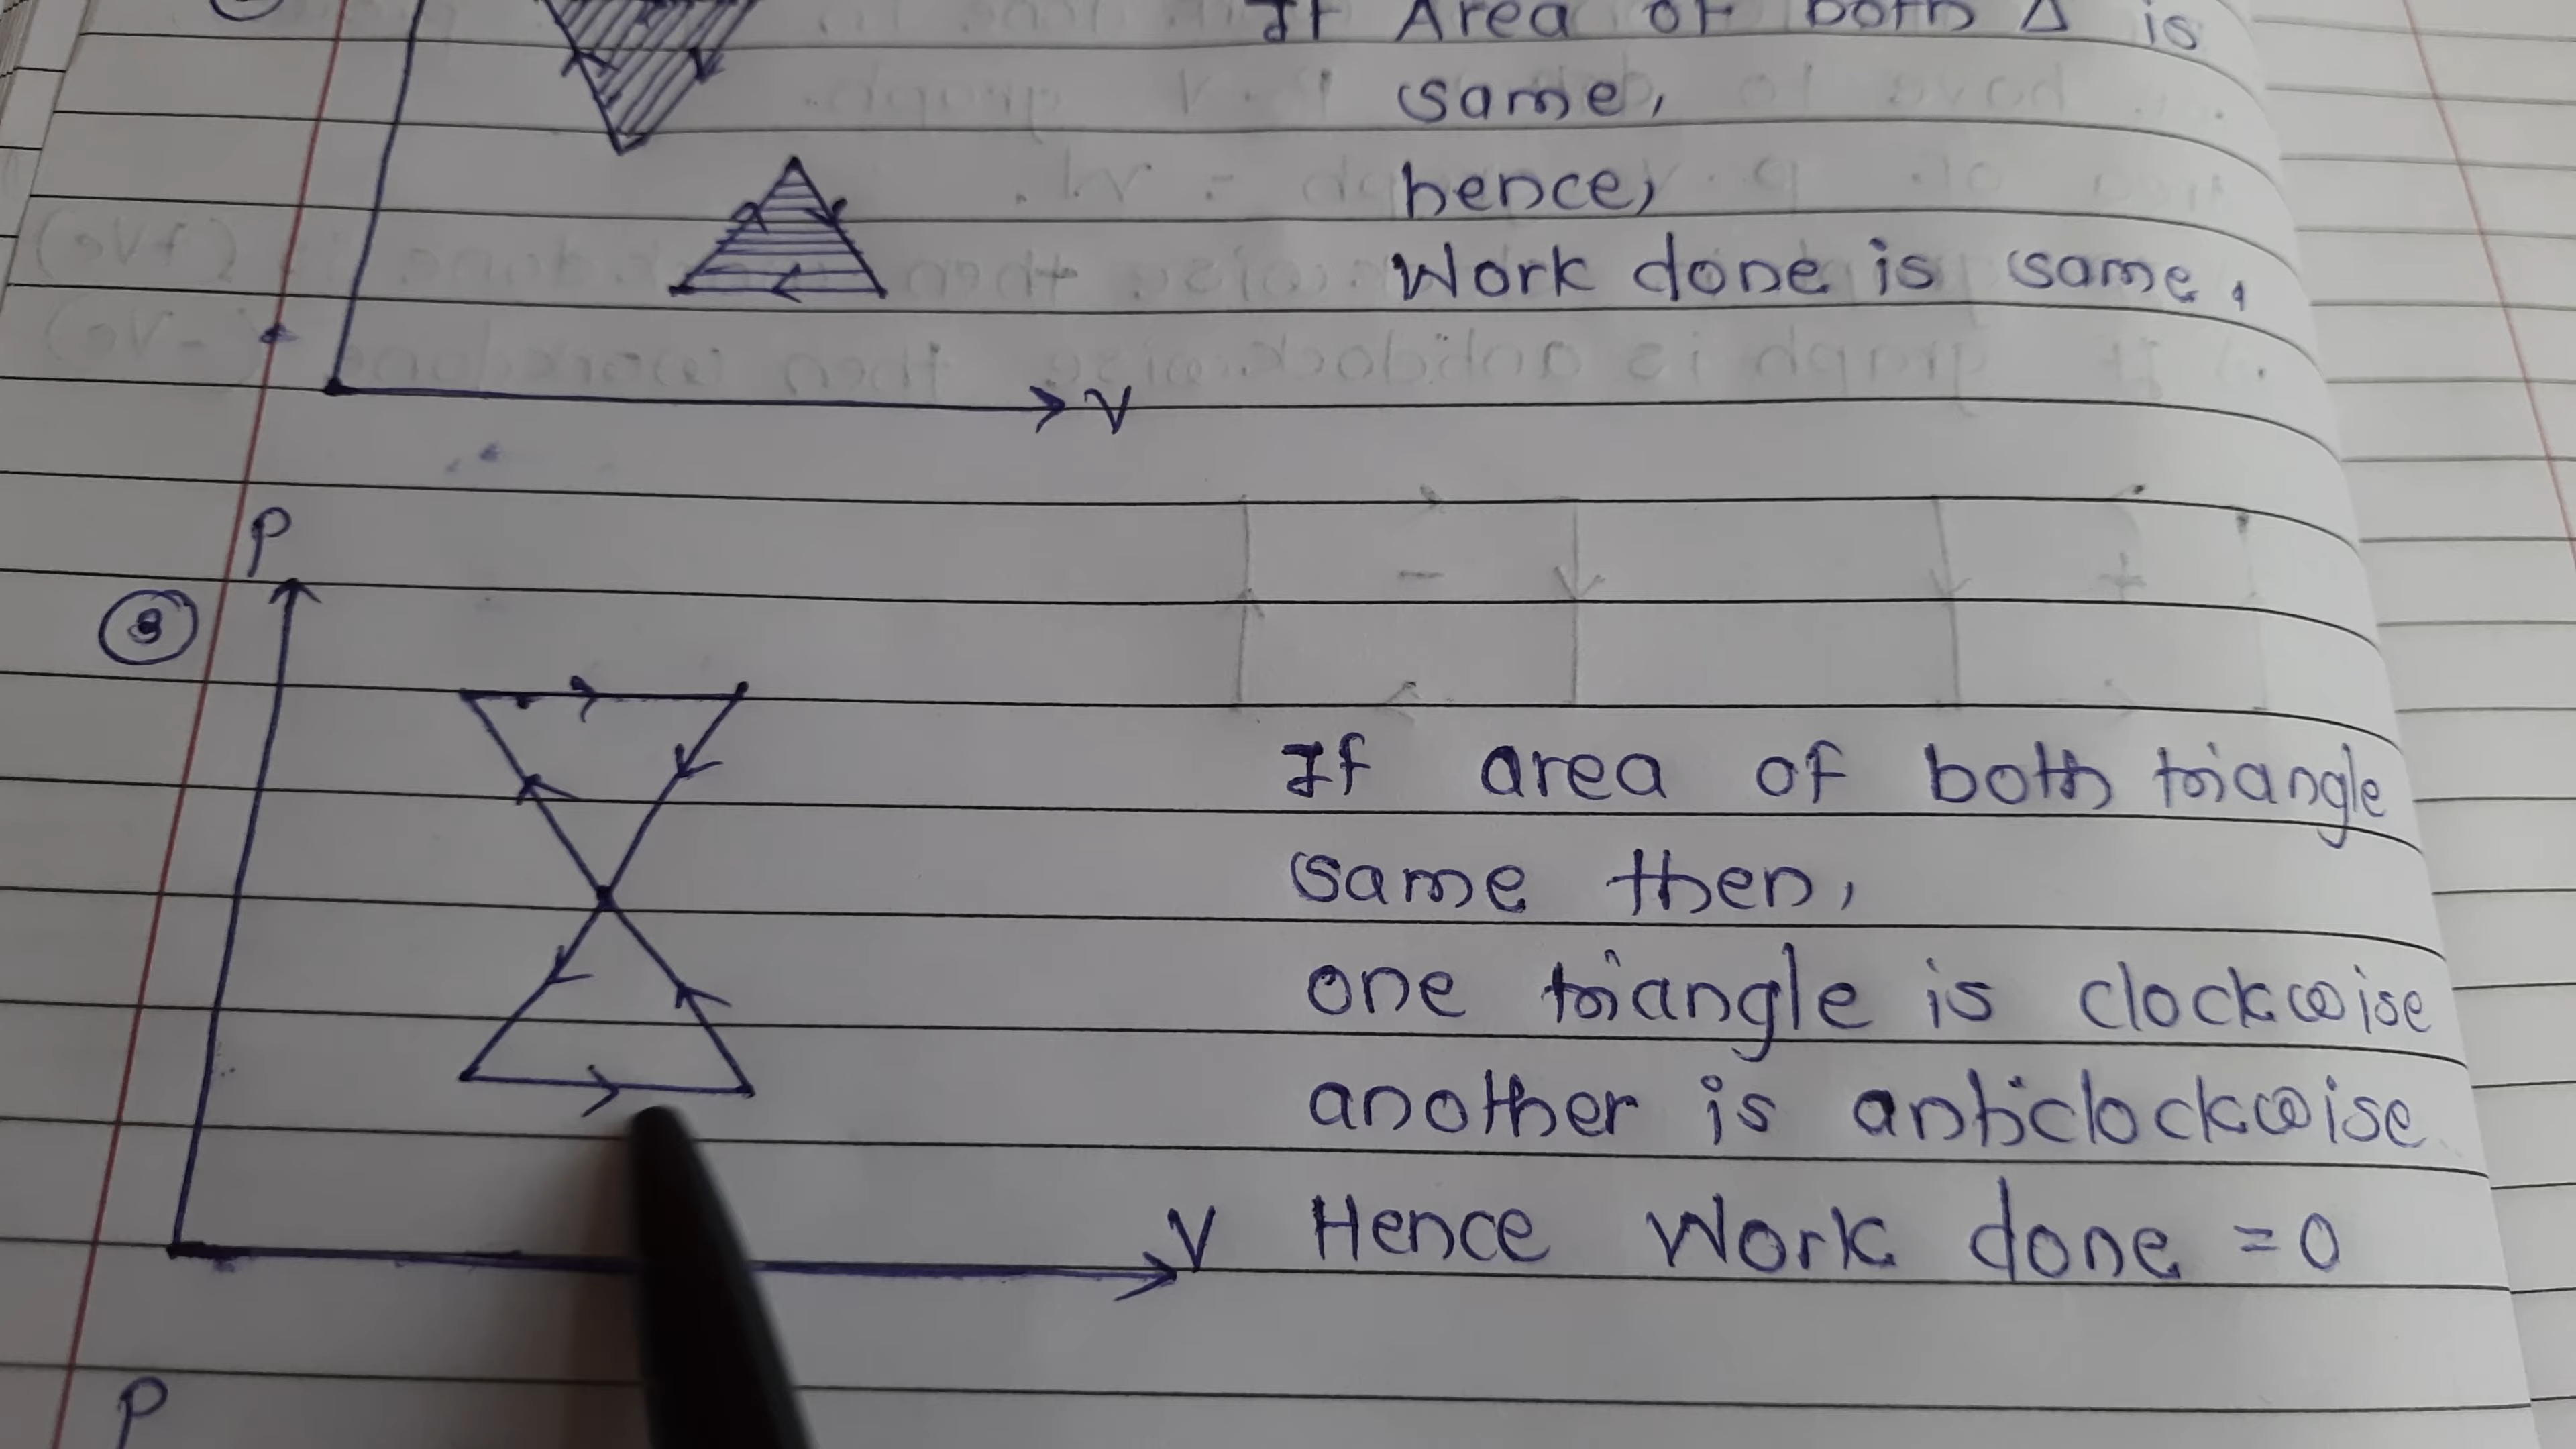 If Area of both Δ is
same,
hence,
Work done is same,
V
P
3
If area of both triangle
same then,
one triangle is clockwise
another is anticlockwise
V Hence Work done = 0
P